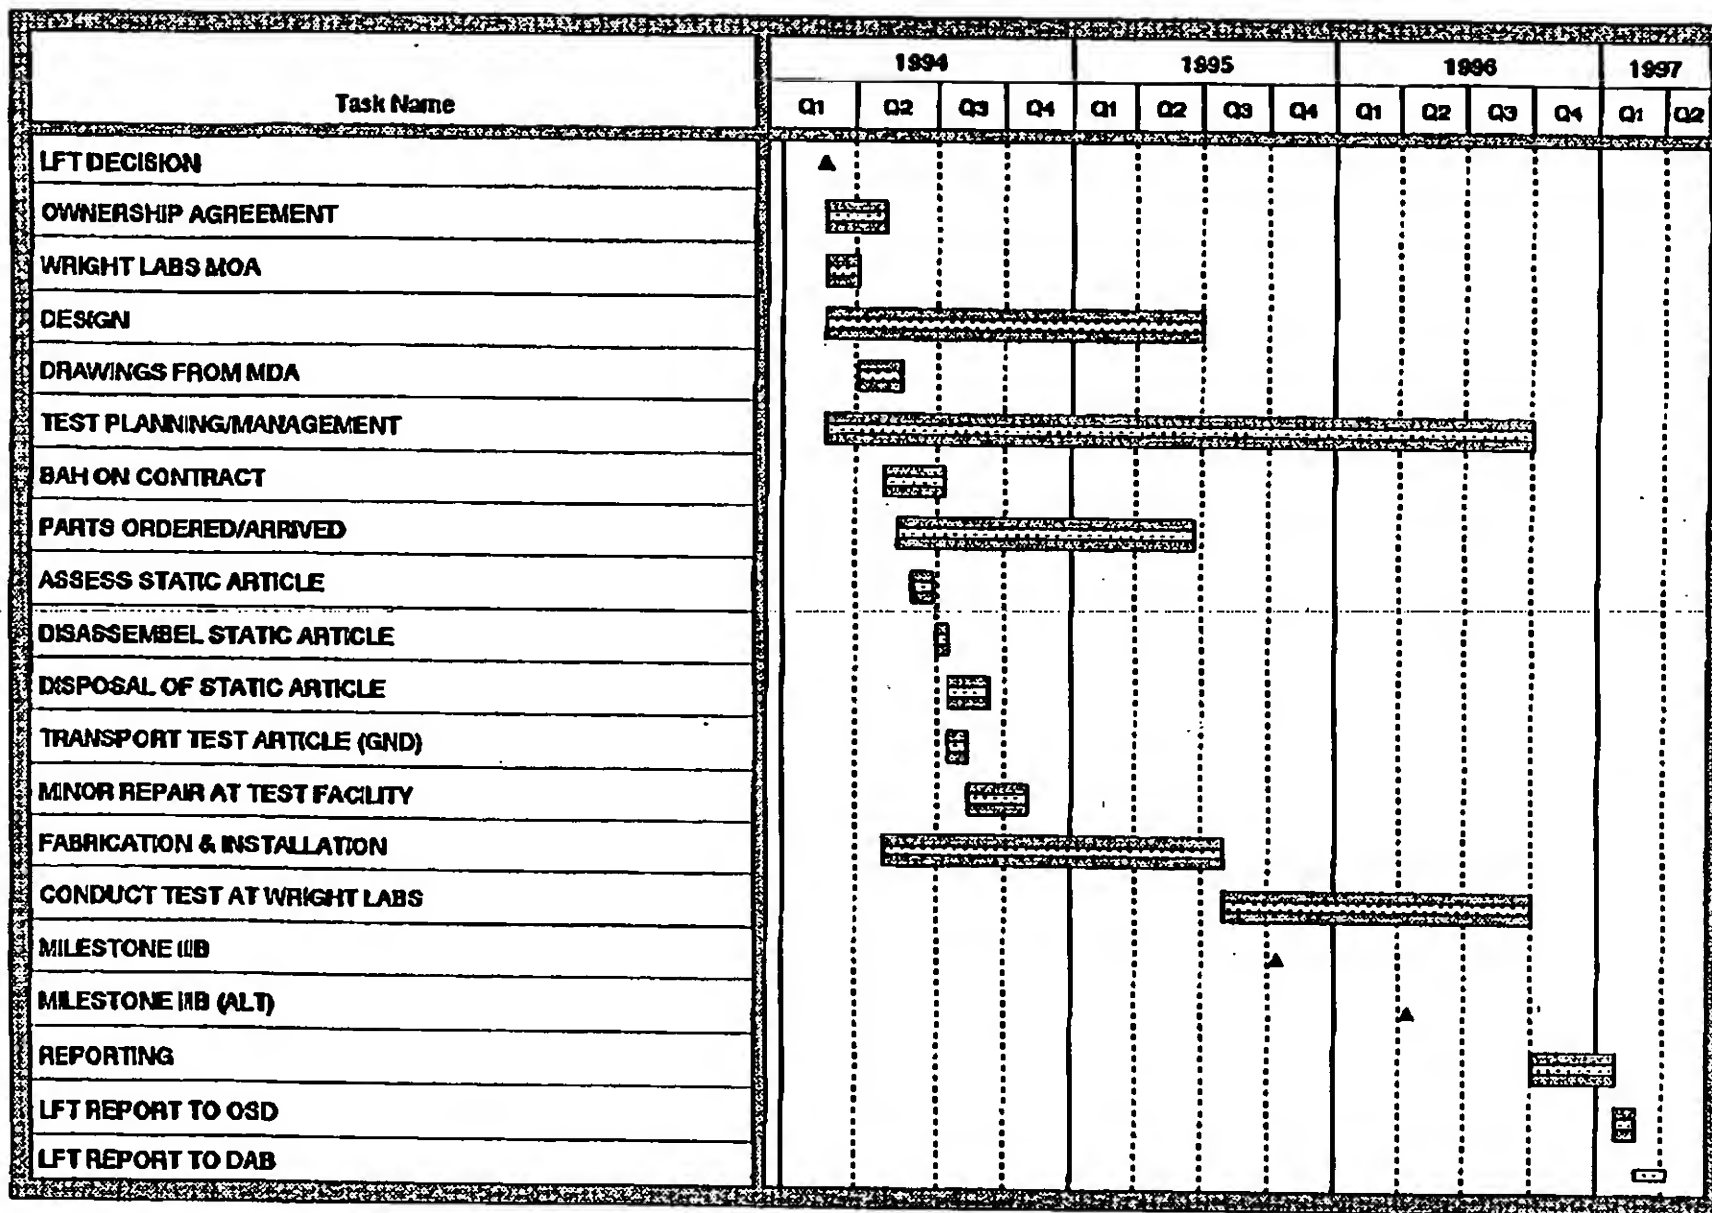 1994 1995 1996 1997
Task Name
Q1 Q2 Q3 Q4 Q1 Q2 Q3 Q4 Q1 Q2 Q3 Q4 Q1 Q2
LFT DECISION
OWNERSHIP AGREEMENT
WRIGHT LABS MOA
DESIGN
DRAWINGS FROM MDA
TEST PLANNING/MANAGEMENT
BAH ON CONTRACT
PARTS ORDERED/ARRIVED
ASSESS STATIC ARTICLE
DISASSEMBEL STATIC ARTICLE
DISPOSAL OF STATIC ARTICLE
TRANSPORT TEST ARTICLE (GND)
MINOR REPAIR AT TEST FACILITY
FABRICATION & INSTALLATION
CONDUCT TEST AT WRIGHT LABS
MILESTONE IIIB
MILESTONE IIIB (ALT)
REPORTING
LFT REPORT TO OSD
LFT REPORT TO DAB